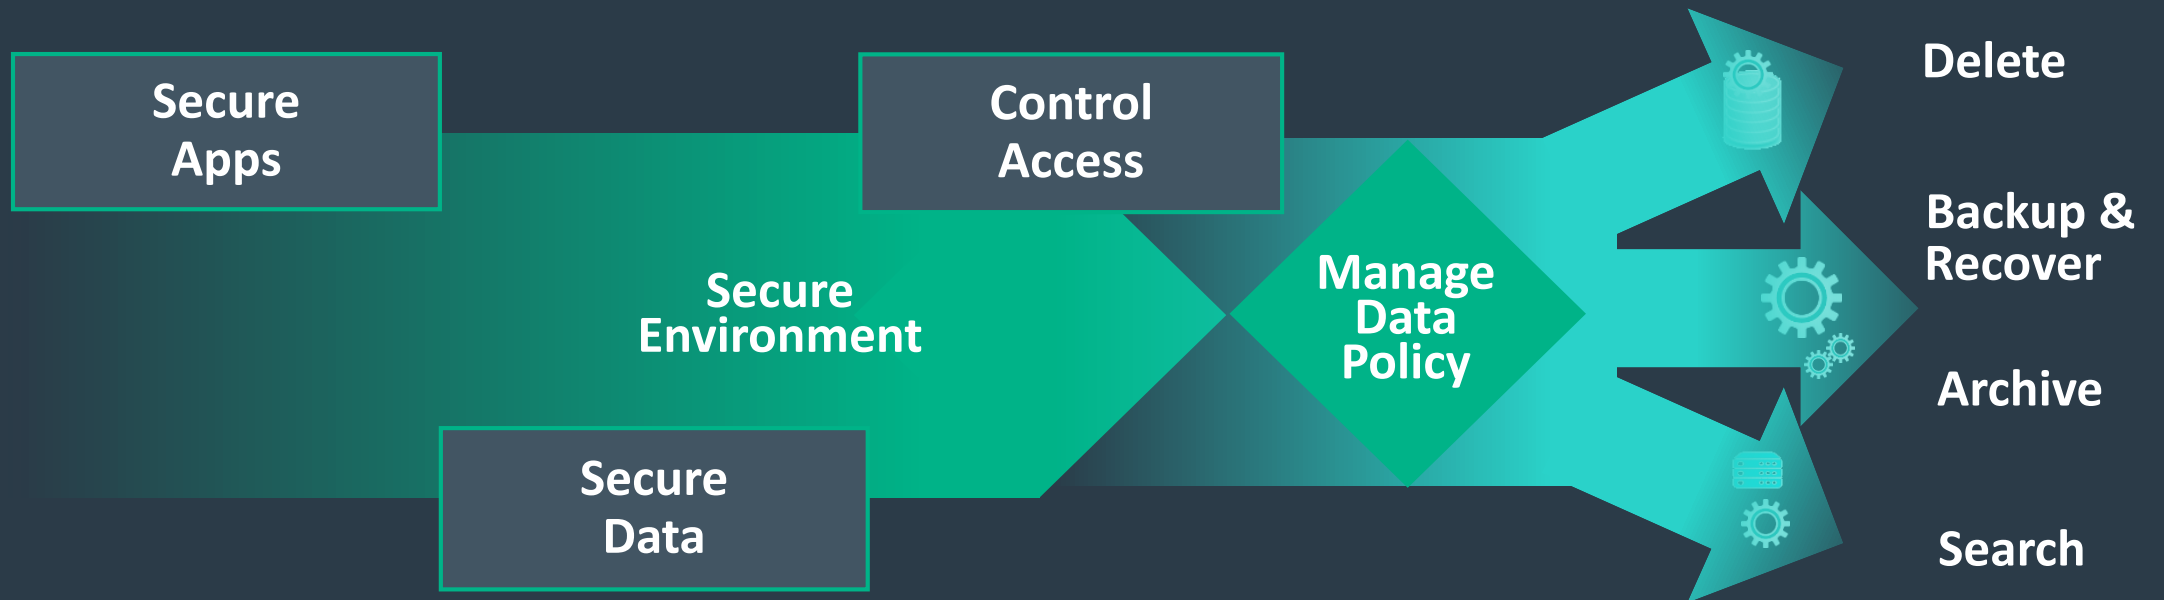 Secure
Apps
Control
Access
Secure
Environment
Secure
Data
Manage
Data
Policy
Delete
Backup &
Recover
Archive
Search